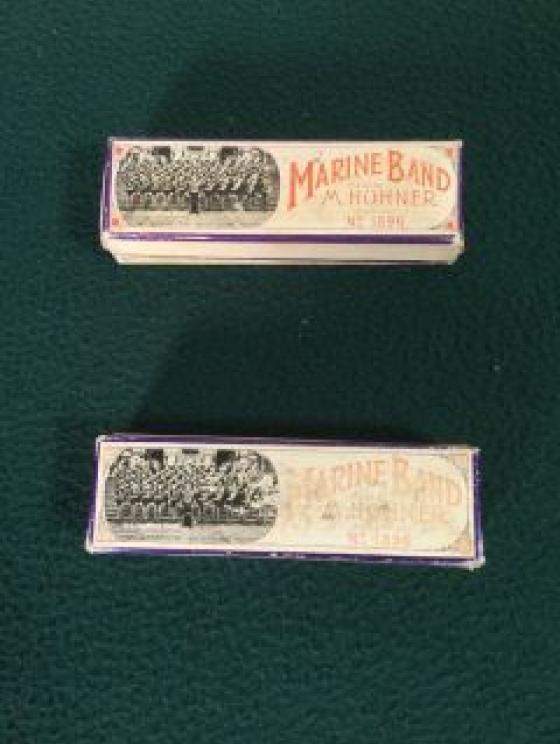 MARINE BAND
M. HOHNER
Nº 1896
MARINE BAND
M. HOHNER
Nº 1896